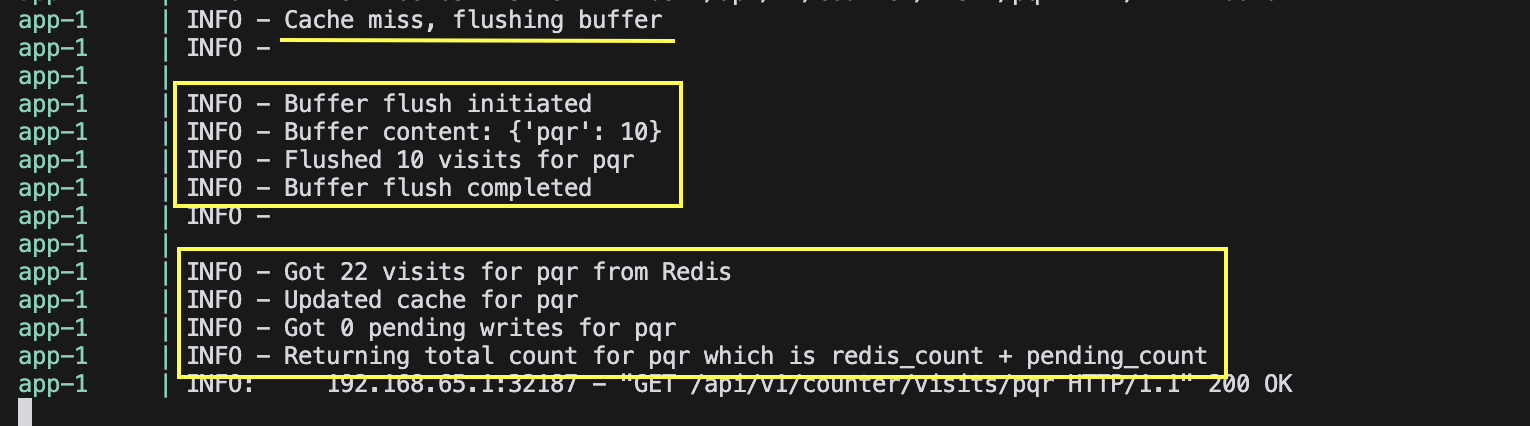 app-1 | INFO - Cache miss, flushing buffer
app-1 | INFO -
app-1 |
app-1 | INFO - Buffer flush initiated
app-1 | INFO - Buffer content: {'pqr': 10}
app-1 | INFO - Flushed 10 visits for pqr
app-1 | INFO - Buffer flush completed
app-1 | INFO -
app-1 |
app-1 | INFO - Got 22 visits for pqr from Redis
app-1 | INFO - Updated cache for pqr
app-1 | INFO - Got 0 pending writes for pqr
app-1 | INFO - Returning total count for pqr which is redis_count + pending_count
app-1 | INFO: 192.168.65.1:32187 - "GET /api/v1/counter/visits/pqr HTTP/1.1" 200 OK